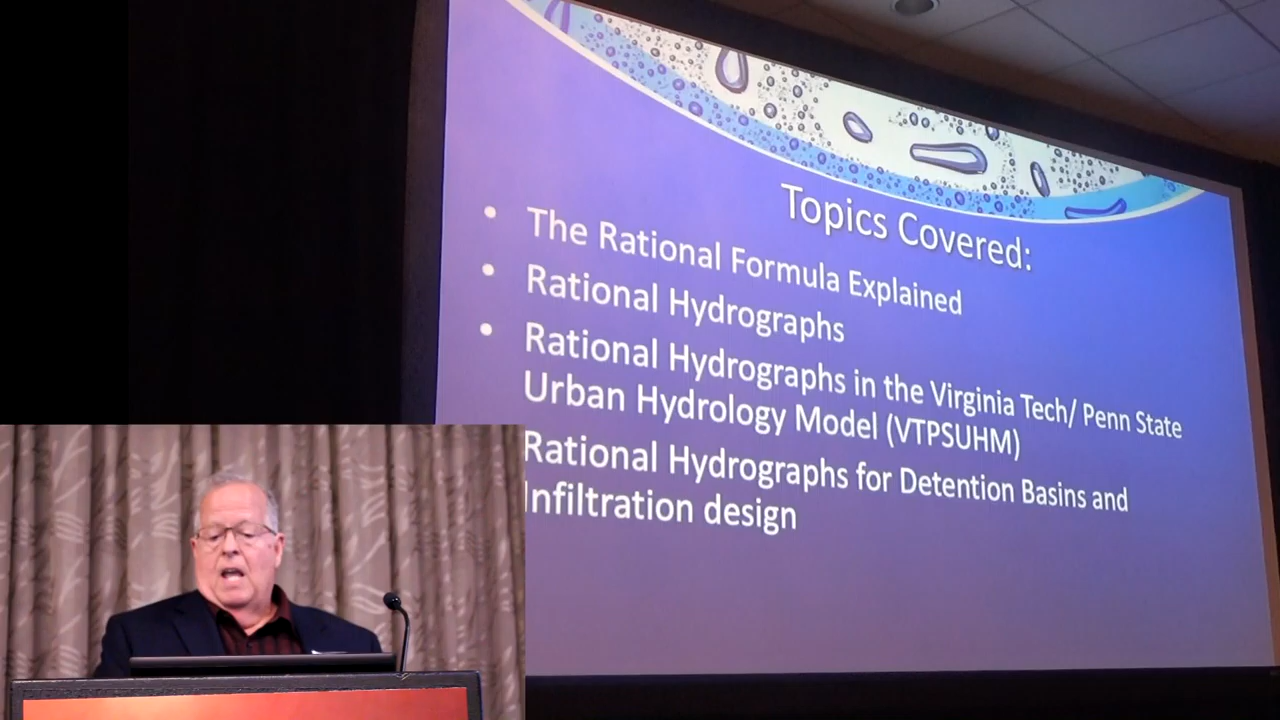 Topics Covered:
• The Rational Formula Explained
• Rational Hydrographs
• Rational Hydrographs in the Virginia Tech/ Penn State
Urban Hydrology Model (VTPSUHM)
Rational Hydrographs for Detention Basins and
Infiltration design